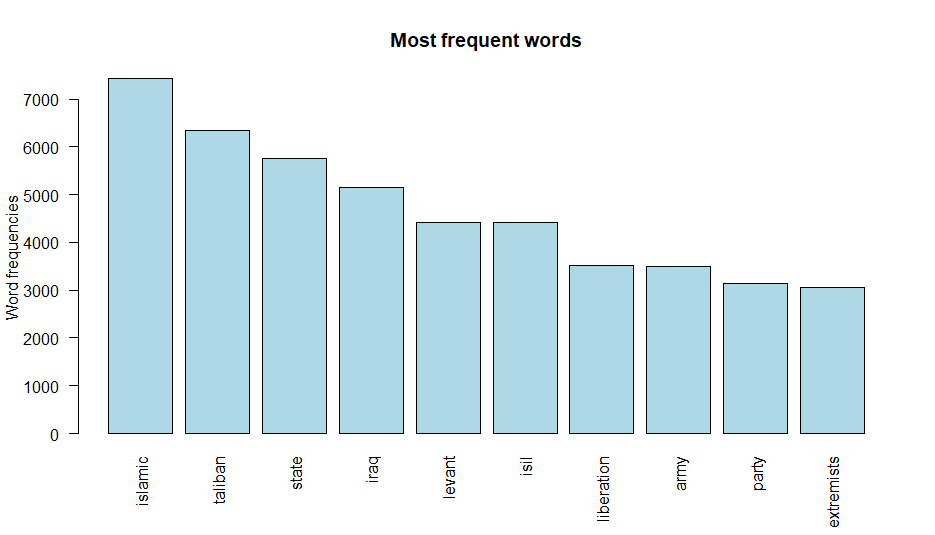 Most frequent words
Word frequencies
7000
6000
5000
4000
3000
2000
1000
0
islamic
taliban
state
iraq
levant
isil
liberation
army
party
extremists